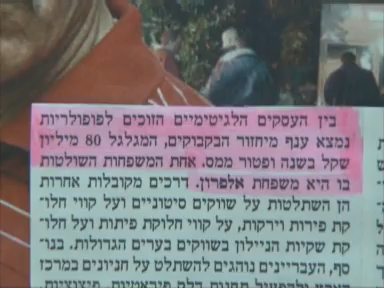 בין העסקים הלגיטימיים הזוכים לפופולריות
נמצא ענף מיחזור הבקבוקים, המגלגל 80 מיליון
שקל בשנה ופטור ממס. אחת המשפחות השולטות
בו היא משפחת אלפרון. דרכים מקובלות אחרות
הן השתלטות על שווקים סיטוניים ועל קווי חלו־
קת פירות וירקות, על קווי חלוקת פיתות ועל חלו־
קת שקיות הניילון בשווקים בערים הגדולות. בנו־
סף, העבריינים נוהגים להשתלט על חניונים במרכז